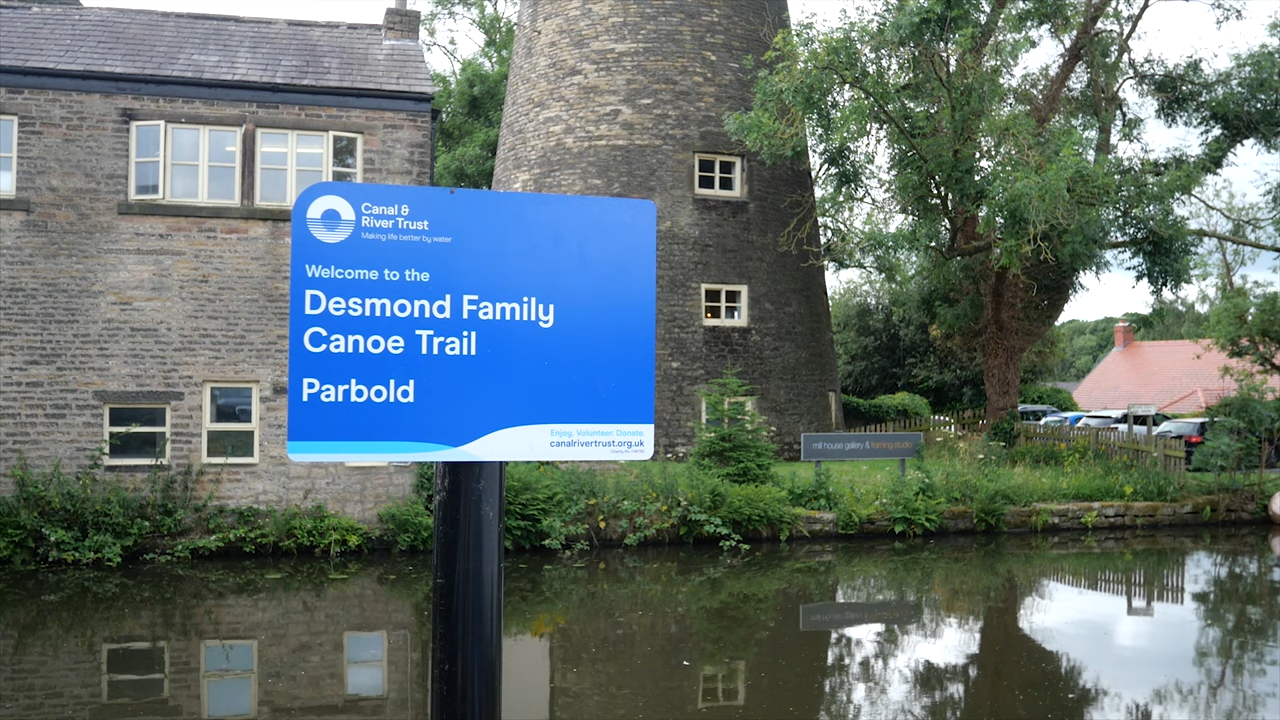 Canal &
River Trust
Making life better by water
Welcome to the
Desmond Family
Canoe Trail
Parbold
Enjoy. Volunteer. Donate.
canalrivertrust.org.uk
mill house gallery & framing studio